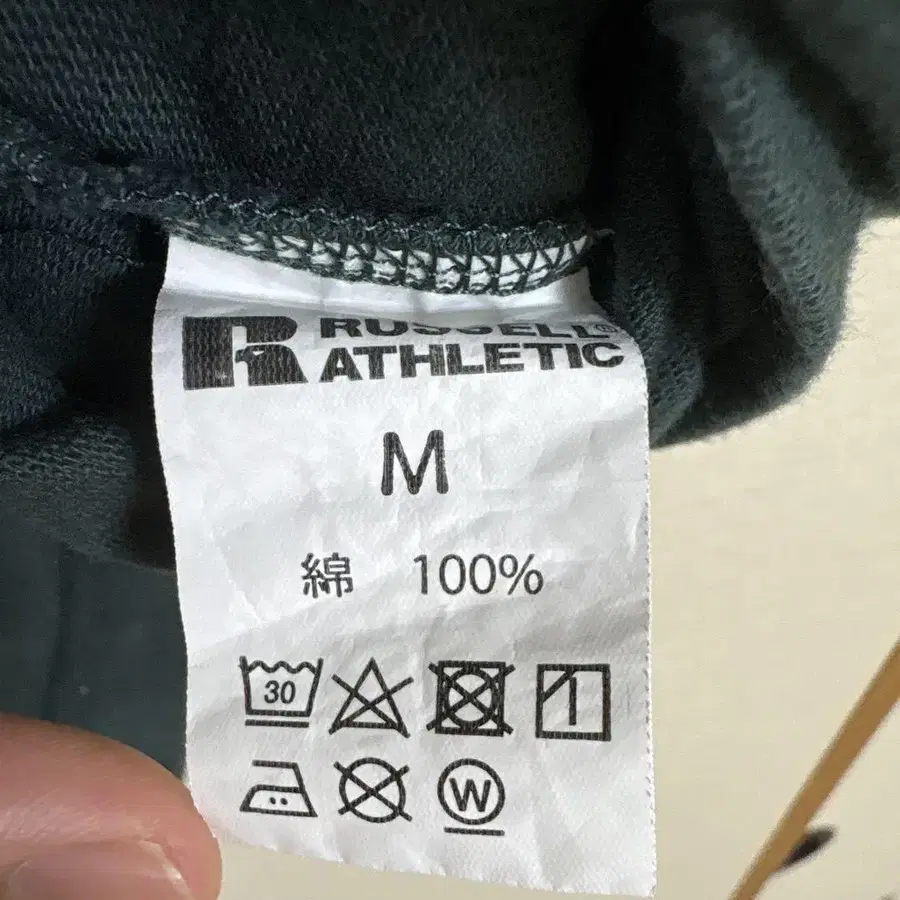 R RUSSELL®
ATHLETIC
M
綿 100%
30
W